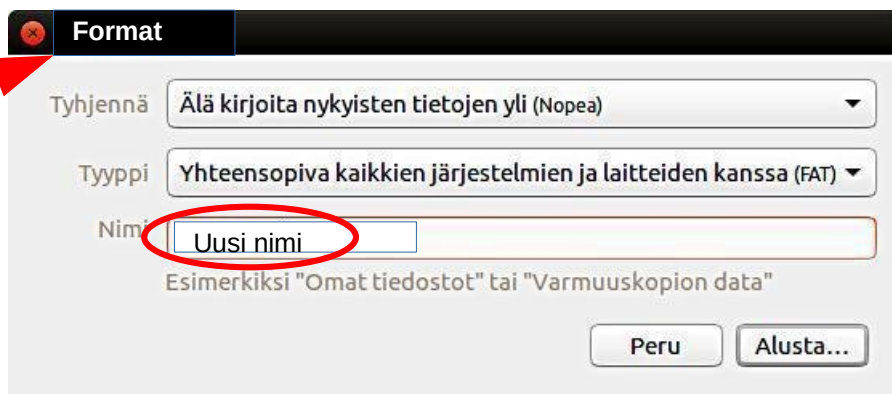 Format
Tyhjennä Älä kirjoita nykyisten tietojen yli (Nopea)
Tyyppi Yhteensopiva kaikkien järjestelmien ja laitteiden kanssa (FAT)
Nimi Uusi nimi
Esimerkiksi "Omat tiedostot" tai "Varmuuskopion data"
Peru Alusta...